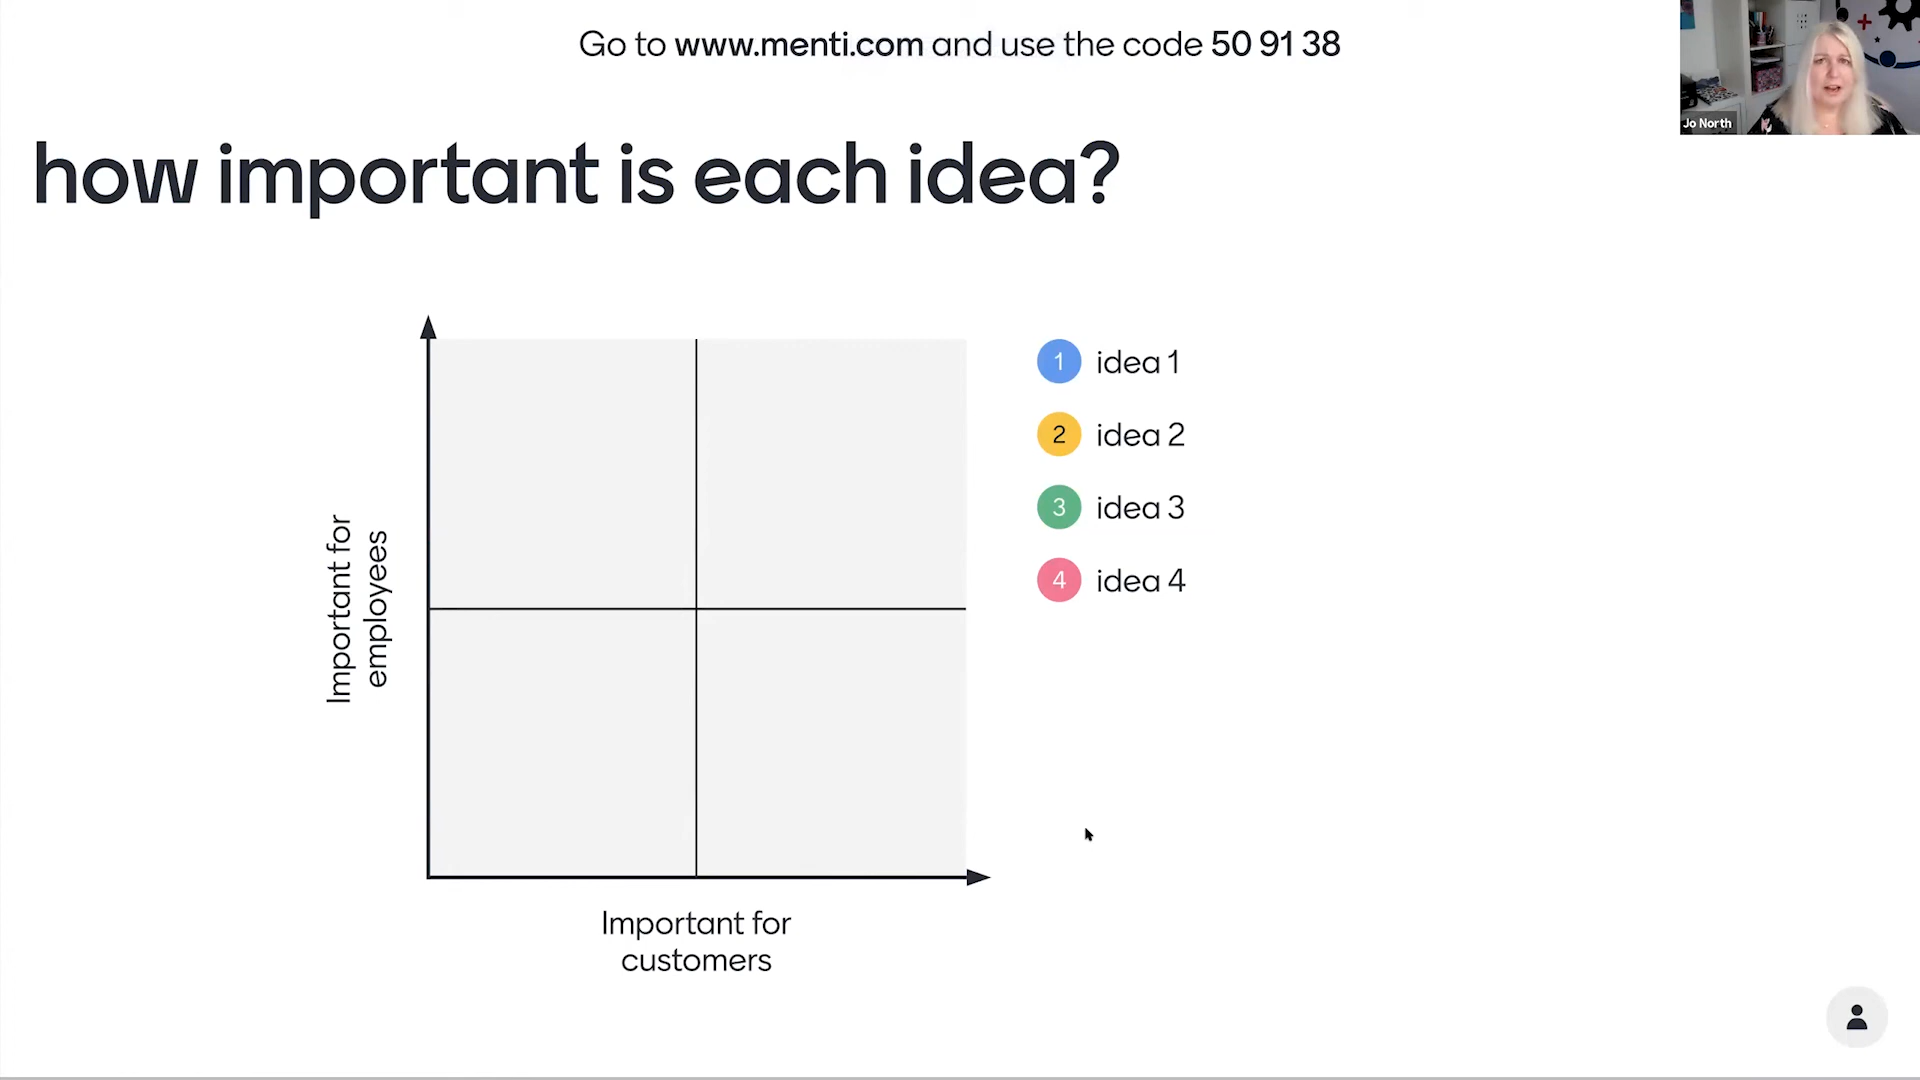 Go to www.menti.com and use the code 50 91 38
Jo North
how important is each idea?
1 idea 1
2 idea 2
3 idea 3
4 idea 4
Important for
employees
Important for
customers